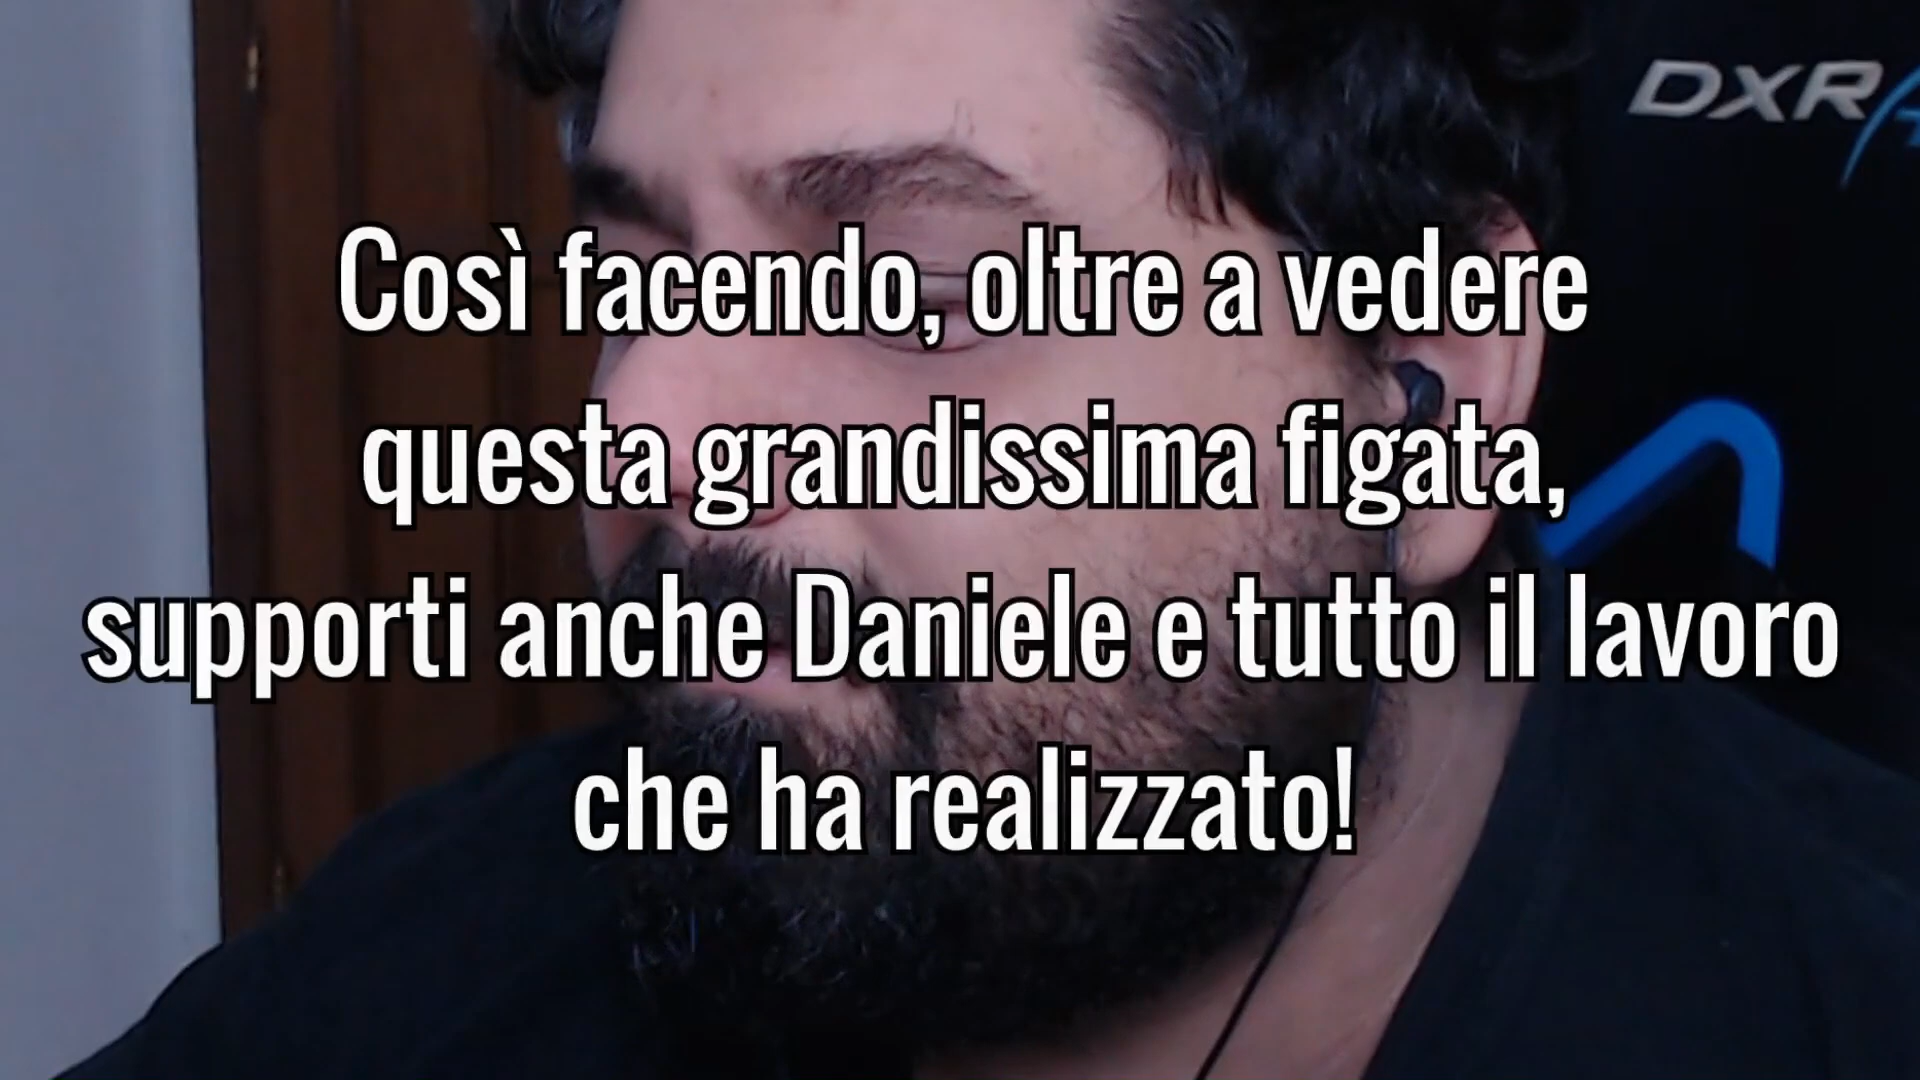 DXR
Così facendo, oltre a vedere
questa grandissima figata,
supporti anche Daniele e tutto il lavoro
che ha realizzato!